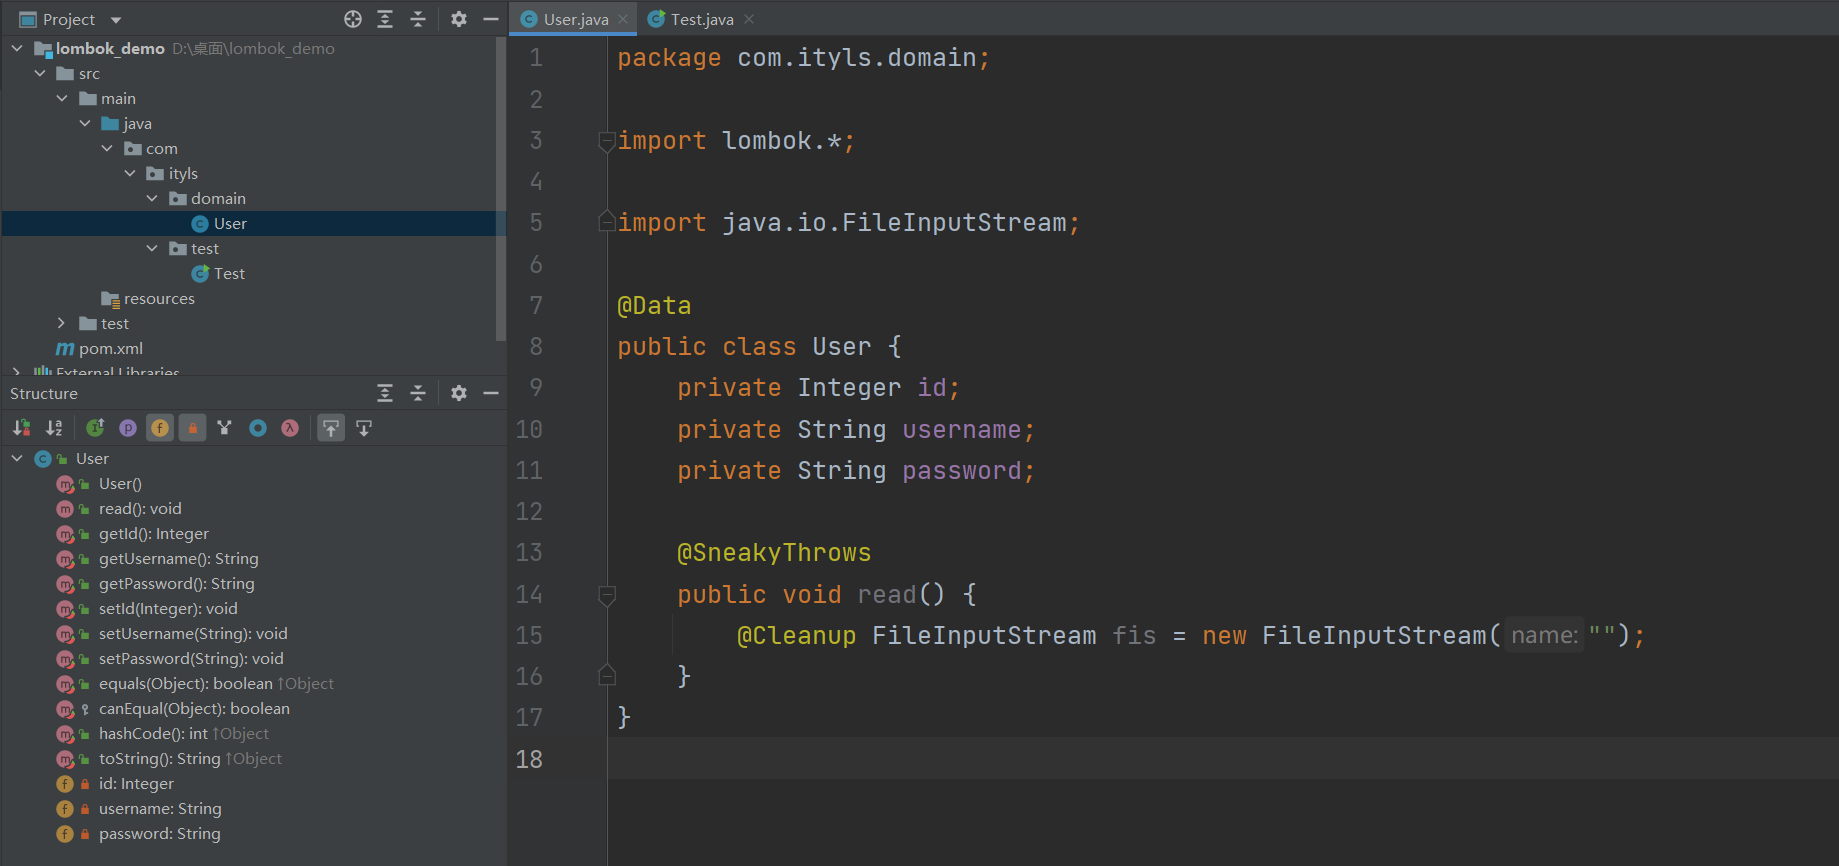 Project
lombok_demo D:\桌面\lombok_demo
src
main
java
com
ityls
domain
User
test
Test
resources
test
pom.xml
External Libraries
Structure
User
User()
read(): void
getId(): Integer
getUsername(): String
getPassword(): String
setId(Integer): void
setUsername(String): void
setPassword(String): void
equals(Object): boolean ↑Object
canEqual(Object): boolean
hashCode(): int ↑Object
toString(): String ↑Object
id: Integer
username: String
password: String
User.java Test.java
1 package com.ityls.domain;
2
3 import lombok.*;
4
5 import java.io.FileInputStream;
6
7 @Data
8 public class User {
9 private Integer id;
10 private String username;
11 private String password;
12
13 @SneakyThrows
14 public void read() {
15 @Cleanup FileInputStream fis = new FileInputStream( name: "");
16 }
17 }
18